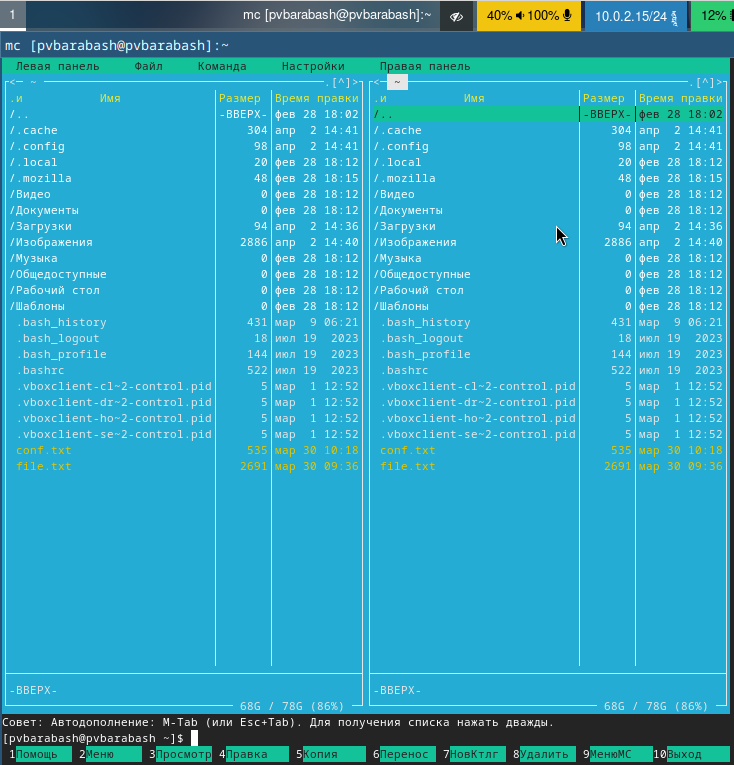 1 mc [pvbarabash@pvbarabash]:~ 40% 100% 10.0.2.15/24 12%
mc [pvbarabash@pvbarabash]:~
Левая панель Файл Команда Настройки Правая панель
<— ~ .[^]> <— ~ .[^]>
.и Имя Размер Время правки .и Имя Размер Время правки
/.. -ВВЕРХ- фев 28 18:02 /.. -ВВЕРХ- фев 28 18:02
/.cache 304 апр 2 14:41 /.cache 304 апр 2 14:41
/.config 98 апр 2 14:41 /.config 98 апр 2 14:41
/.local 20 фев 28 18:12 /.local 20 фев 28 18:12
/.mozilla 48 фев 28 18:15 /.mozilla 48 фев 28 18:15
/Видео 0 фев 28 18:12 /Видео 0 фев 28 18:12
/Документы 0 фев 28 18:12 /Документы 0 фев 28 18:12
/Загрузки 94 апр 2 14:36 /Загрузки 94 апр 2 14:36
/Изображения 2886 апр 2 14:40 /Изображения 2886 апр 2 14:40
/Музыка 0 фев 28 18:12 /Музыка 0 фев 28 18:12
/Общедоступные 0 фев 28 18:12 /Общедоступные 0 фев 28 18:12
/Рабочий стол 0 фев 28 18:12 /Рабочий стол 0 фев 28 18:12
/Шаблоны 0 фев 28 18:12 /Шаблоны 0 фев 28 18:12
.bash_history 431 мар 9 06:21 .bash_history 431 мар 9 06:21
.bash_logout 18 июл 19 2023 .bash_logout 18 июл 19 2023
.bash_profile 144 июл 19 2023 .bash_profile 144 июл 19 2023
.bashrc 522 июл 19 2023 .bashrc 522 июл 19 2023
.vboxclient-cl~2-control.pid 5 мар 1 12:52 .vboxclient-cl~2-control.pid 5 мар 1 12:52
.vboxclient-dr~2-control.pid 5 мар 1 12:52 .vboxclient-dr~2-control.pid 5 мар 1 12:52
.vboxclient-ho~2-control.pid 5 мар 1 12:52 .vboxclient-ho~2-control.pid 5 мар 1 12:52
.vboxclient-se~2-control.pid 5 мар 1 12:52 .vboxclient-se~2-control.pid 5 мар 1 12:52
conf.txt 535 мар 30 10:18 conf.txt 535 мар 30 10:18
file.txt 2691 мар 30 09:36 file.txt 2691 мар 30 09:36
-ВВЕРХ- -ВВЕРХ-
68G / 78G (86%) 68G / 78G (86%)
Совет: Автодополнение: M-Tab (или Esc+Tab). Для получения списка нажать дважды.
[pvbarabash@pvbarabash ~]$
1Помощь 2Меню 3Просмотр 4Правка 5Копия 6Перенос 7НовКтлг 8Удалить 9МенюМС 10Выход